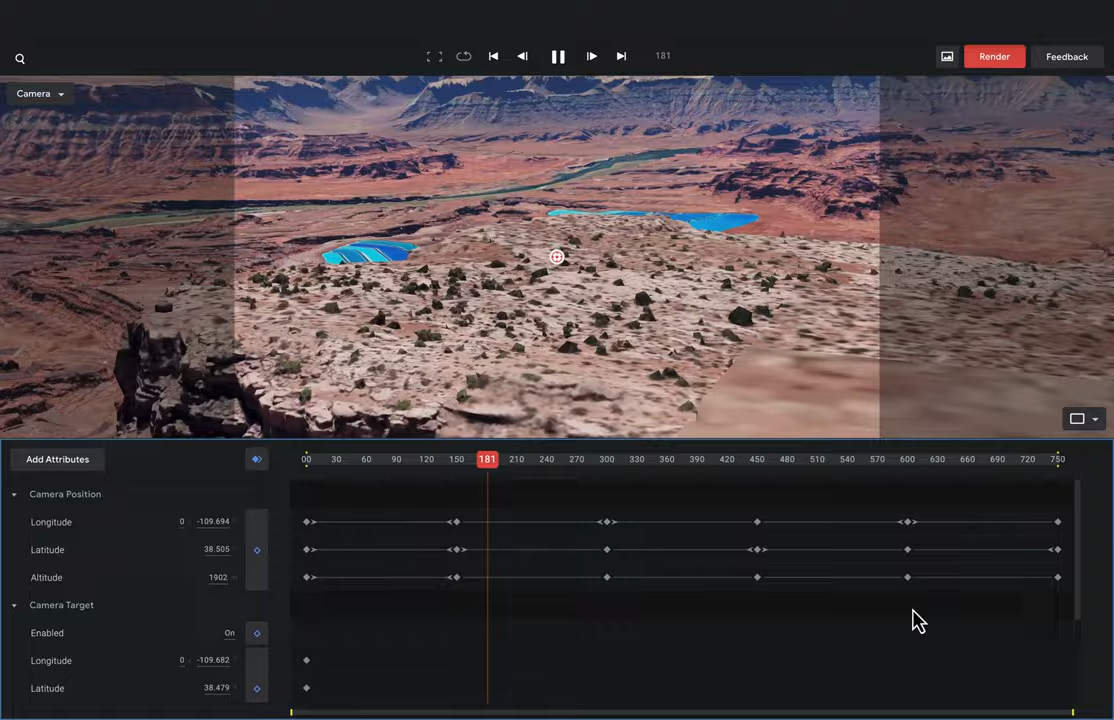 181
Render
Feedback
Camera
Add Attributes
00 30 60 90 120 150 181 210 240 270 300 330 360 390 420 450 480 510 540 570 600 630 660 690 720 750
Camera Position
Longitude 0 -109.694
Latitude 38.505
Altitude 1902
Camera Target
Enabled On
Longitude 0 -109.682
Latitude 38.479